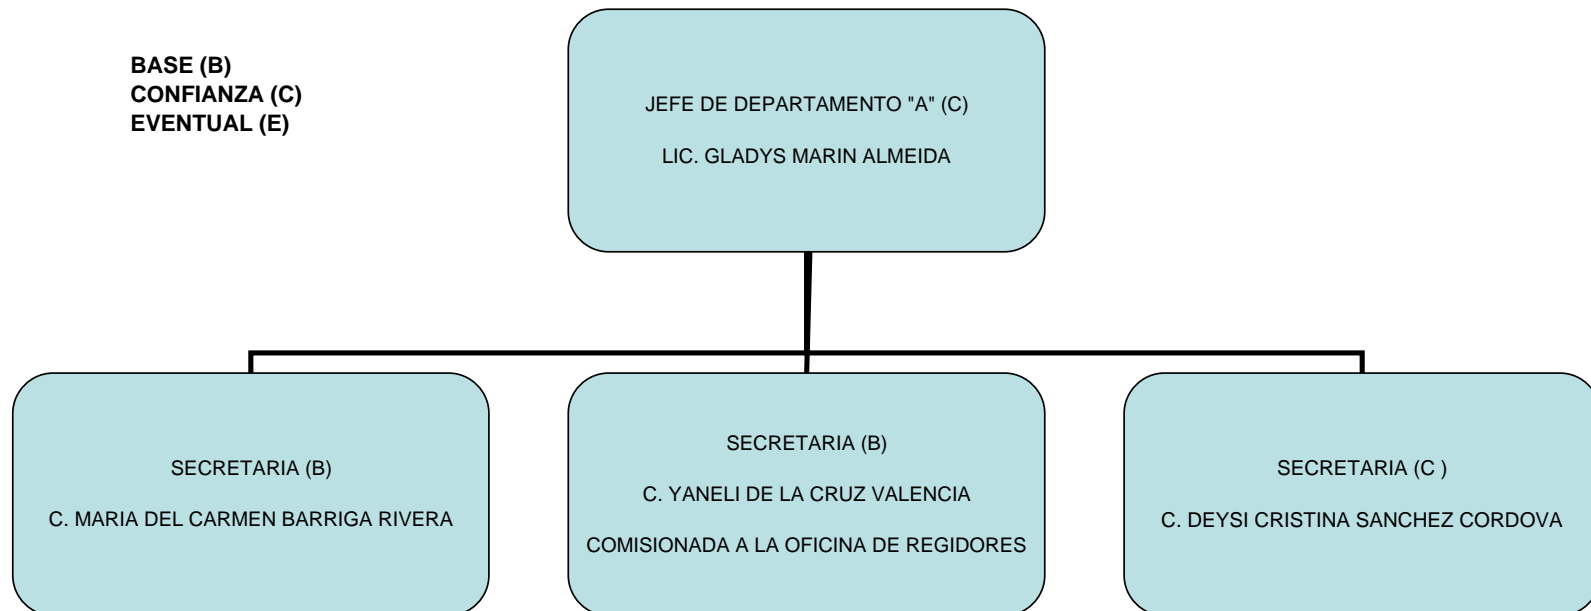 BASE (B)
CONFIANZA (C)
EVENTUAL (E)
JEFE DE DEPARTAMENTO "A" (C)
LIC. GLADYS MARIN ALMEIDA
SECRETARIA (B)
C. MARIA DEL CARMEN BARRIGA RIVERA
SECRETARIA (B)
C. YANELI DE LA CRUZ VALENCIA
COMISIONADA A LA OFICINA DE REGIDORES
SECRETARIA (C )
C. DEYSI CRISTINA SANCHEZ CORDOVA